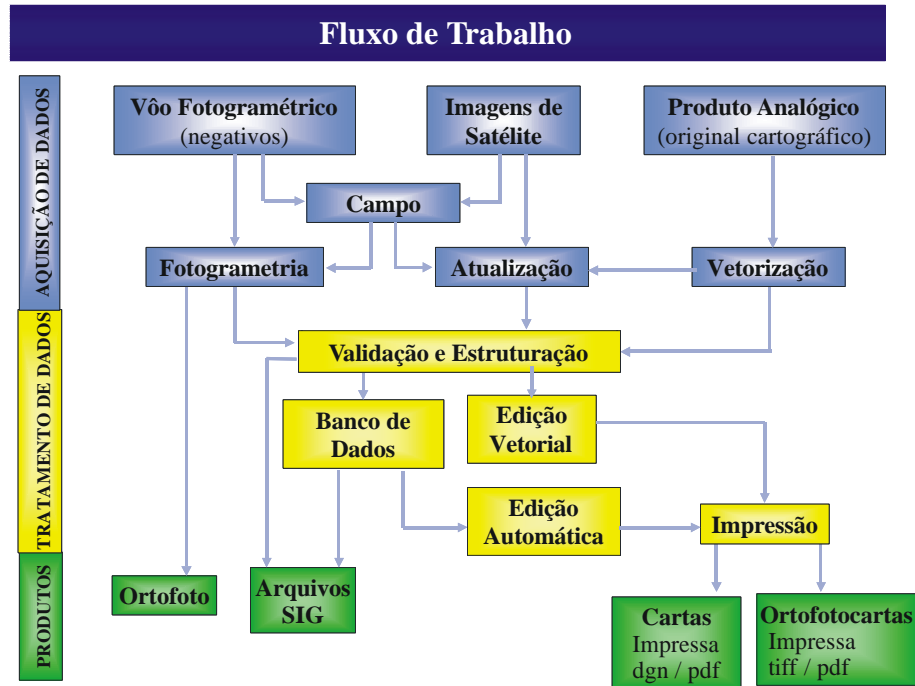 Fluxo de Trabalho
AQUISIÇÃO DE DADOS
Vôo Fotogramétrico
(negativos)
Imagens de
Satélite
Produto Analógico
(original cartográfico)
Campo
Fotogrametria
Atualização
Vetorização
TRATAMENTO DE DADOS
Validação e Estruturação
Banco de
Dados
Edição
Vetorial
Edição
Automática
Impressão
PRODUTOS
Ortofoto
Arquivos
SIG
Cartas
Impressa
dgn / pdf
Ortofotocartas
Impressa
tiff / pdf